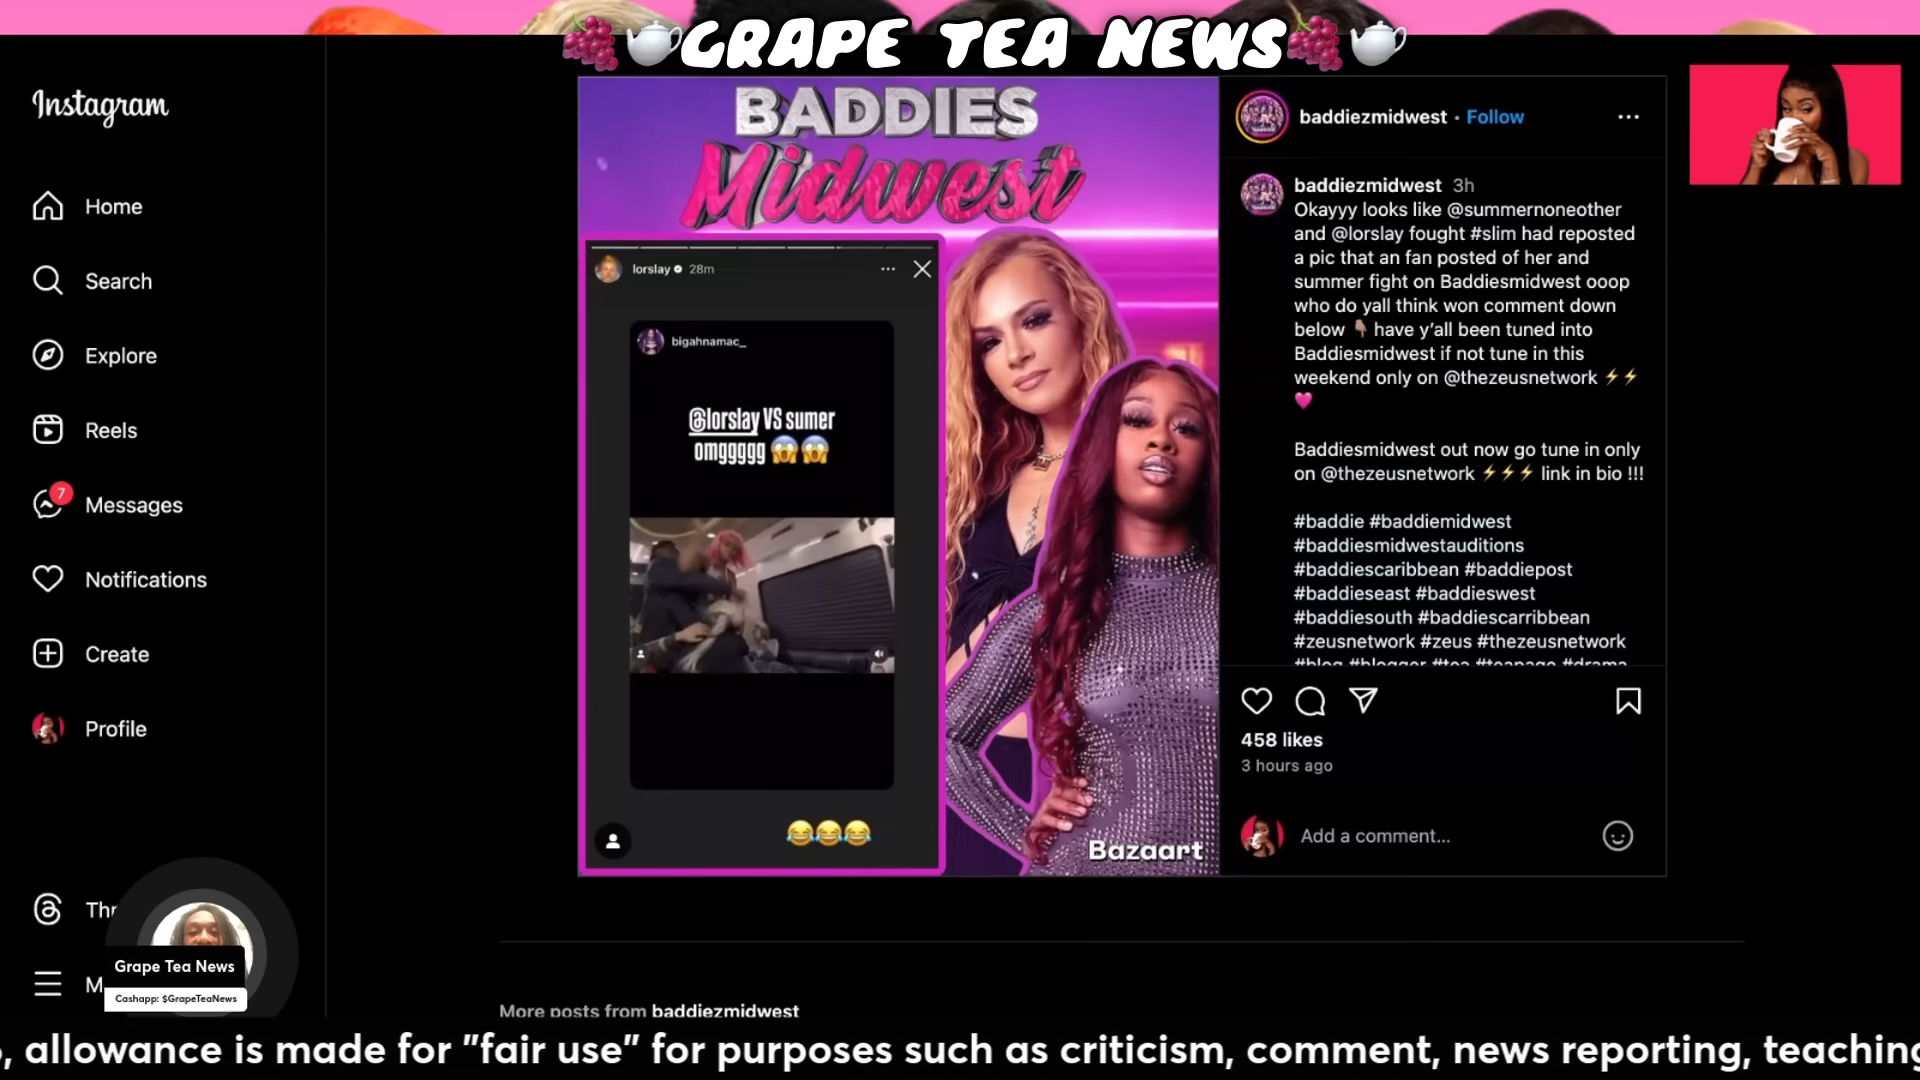 🍇🫖GRAPE TEA NEWS🍇🫖
Instagram
Home
Search
Explore
Reels
7
Messages
Notifications
Create
Profile
Grape Tea News
Cashapp: $GrapeTeaNews
BADDIES
Midwest
lorslay 28m
bigahnamac_
@lorslay VS sumer
omggggg 😱😱
😂😂😂
Bazaart
baddiezmidwest • Follow
baddiezmidwest 3h
Okayyy looks like @summernoneother
and @lorslay fought #slim had reposted
a pic that an fan posted of her and
summer fight on Baddiesmidwest ooop
who do yall think won comment down
below 👇🏽 have y'all been tuned into
Baddiesmidwest if not tune in this
weekend only on @thezeusnetwork ⚡⚡
🩷
Baddiesmidwest out now go tune in only
on @thezeusnetwork ⚡⚡⚡ link in bio !!!
#baddie #baddiemidwest
#baddiesmidwestauditions
#baddiescaribbean #baddiepost
#baddieseast #baddieswest
#baddiesouth #baddiescarribbean
#zeusnetwork #zeus #thezeusnetwork
#blog #blogger #tea #teapage #drama
458 likes
3 hours ago
Add a comment...
More posts from baddiezmidwest
, allowance is made for "fair use" for purposes such as criticism, comment, news reporting, teaching